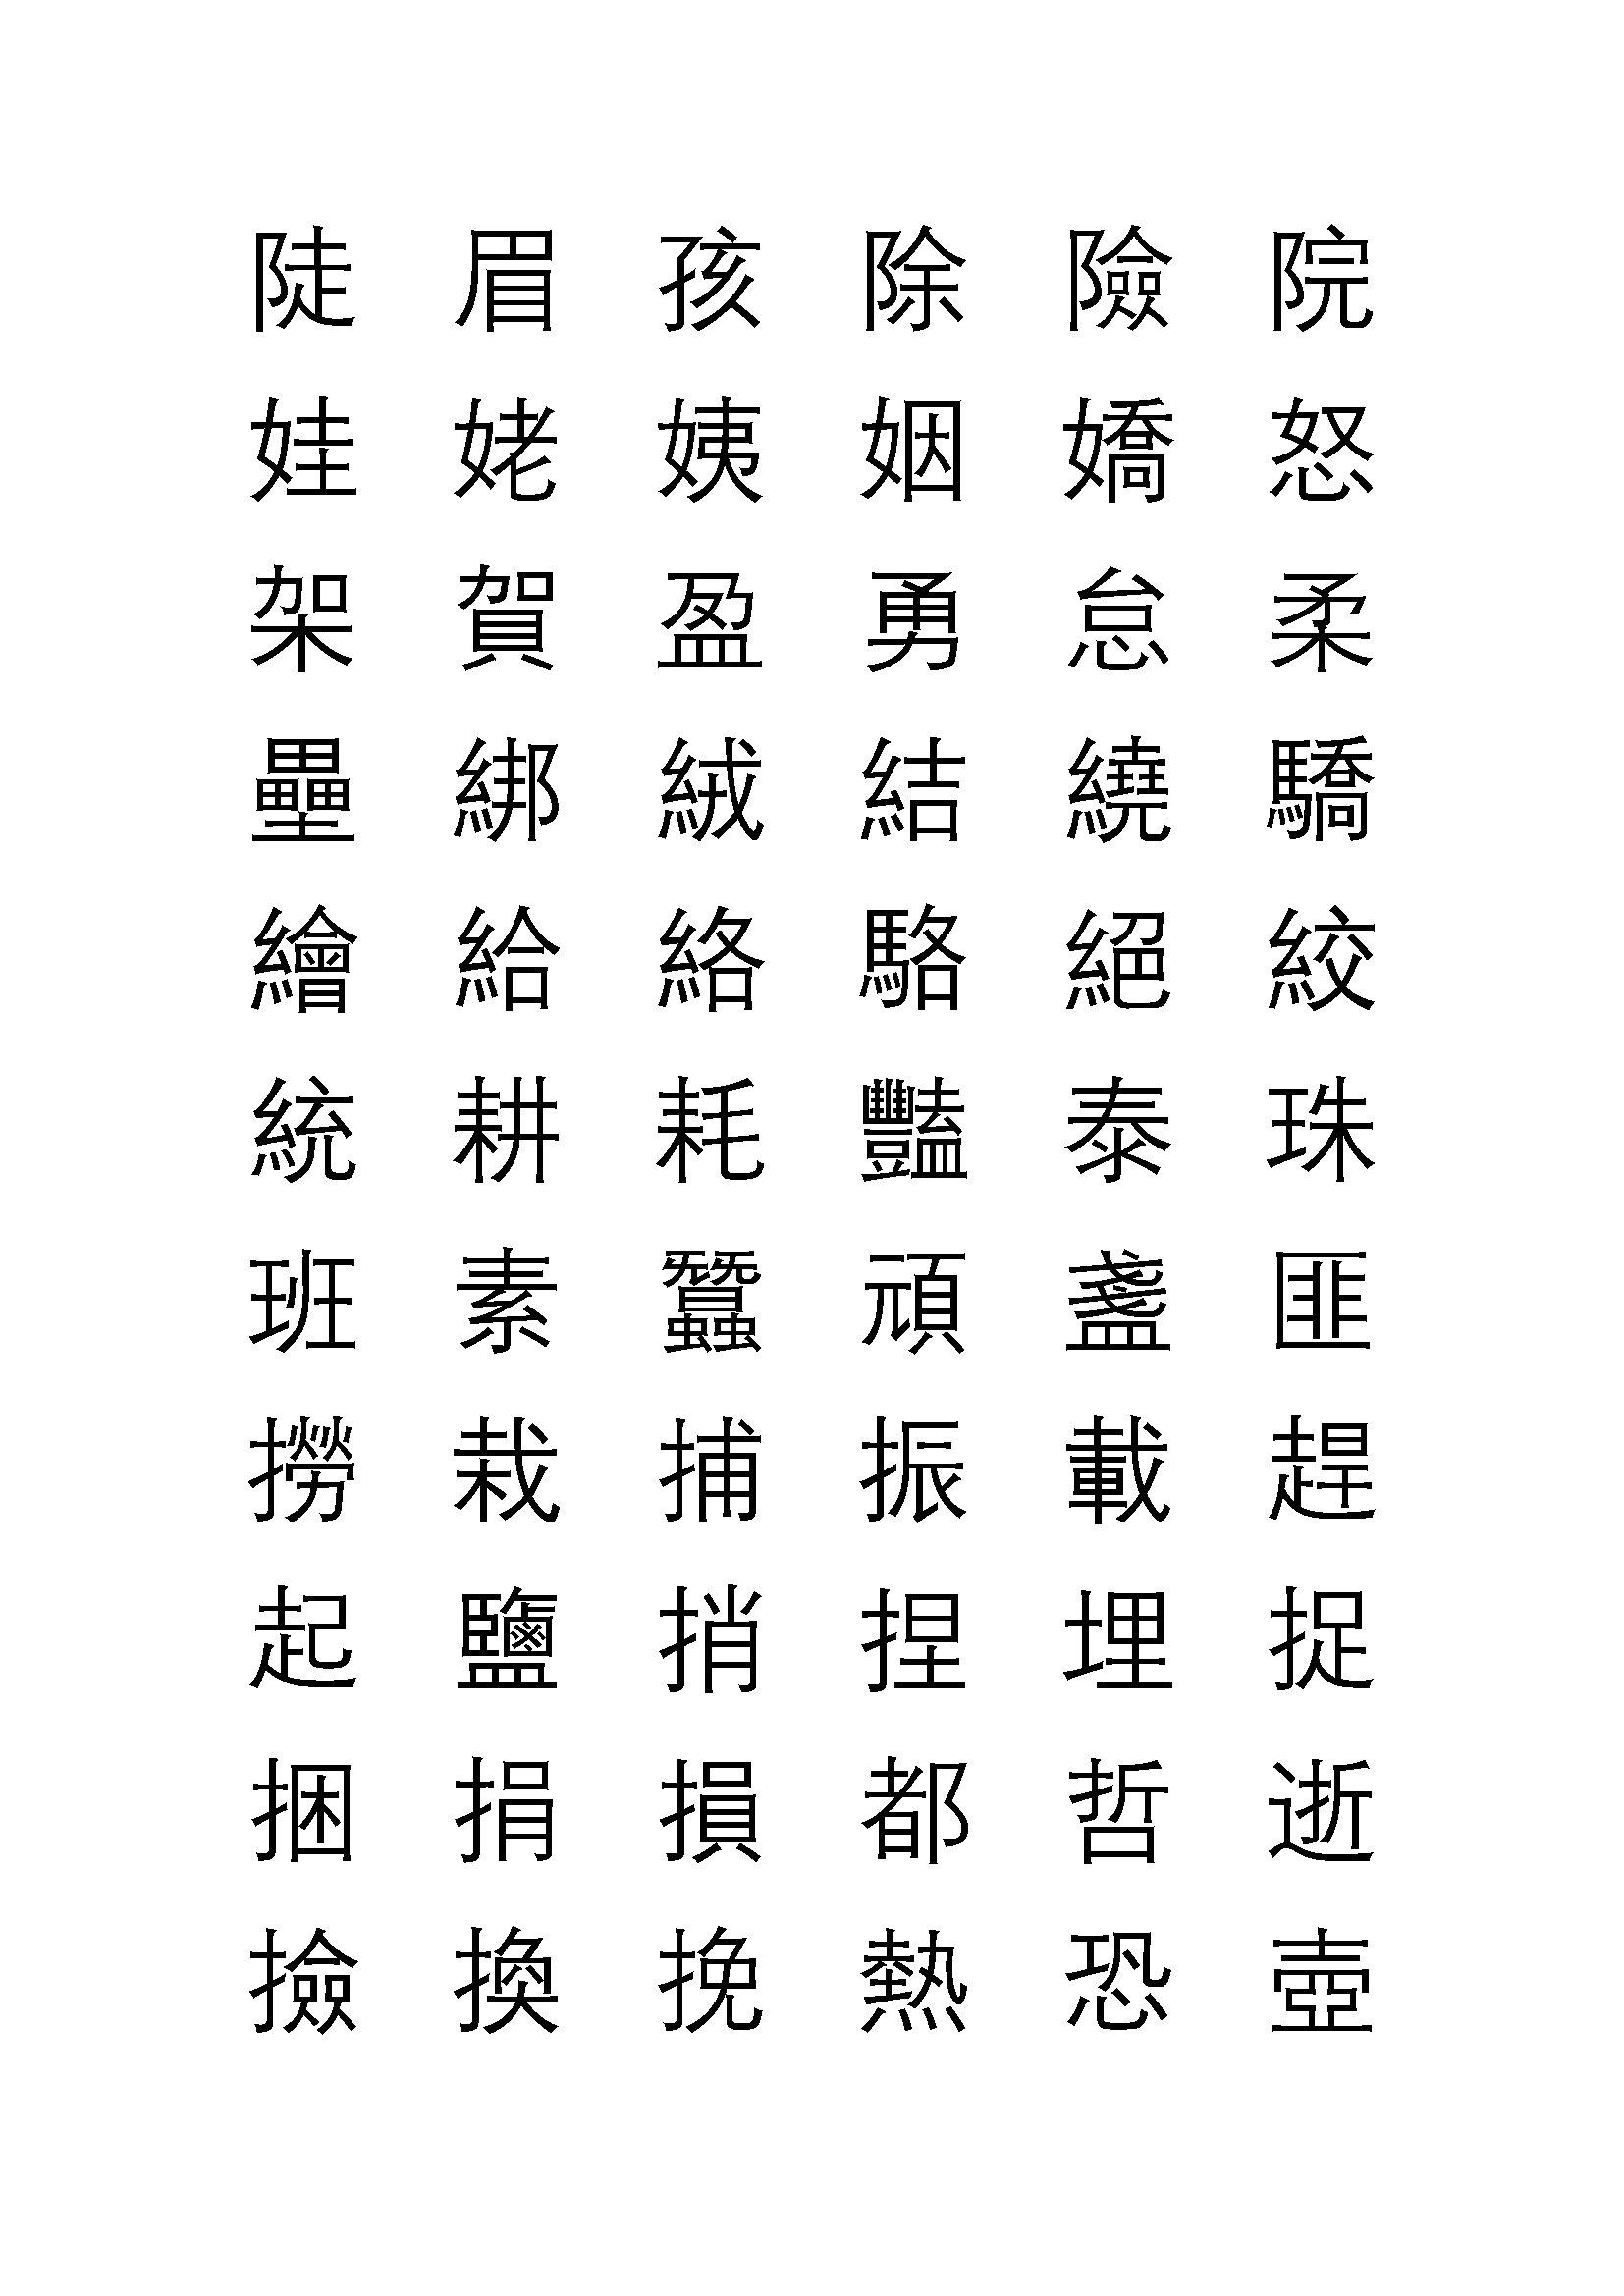 陡 眉 孩 除 險 院
娃 姥 姨 姻 嬌 怒
架 賀 盈 勇 怠 柔
壘 綁 絨 結 繞 驕
繪 給 絡 駱 絕 絞
統 耕 耗 豔 泰 珠
班 素 蠶 頑 盞 匪
撈 栽 捕 振 載 趕
起 鹽 捎 捏 埋 捉
捆 捐 損 都 哲 逝
撿 換 挽 熱 恐 壺